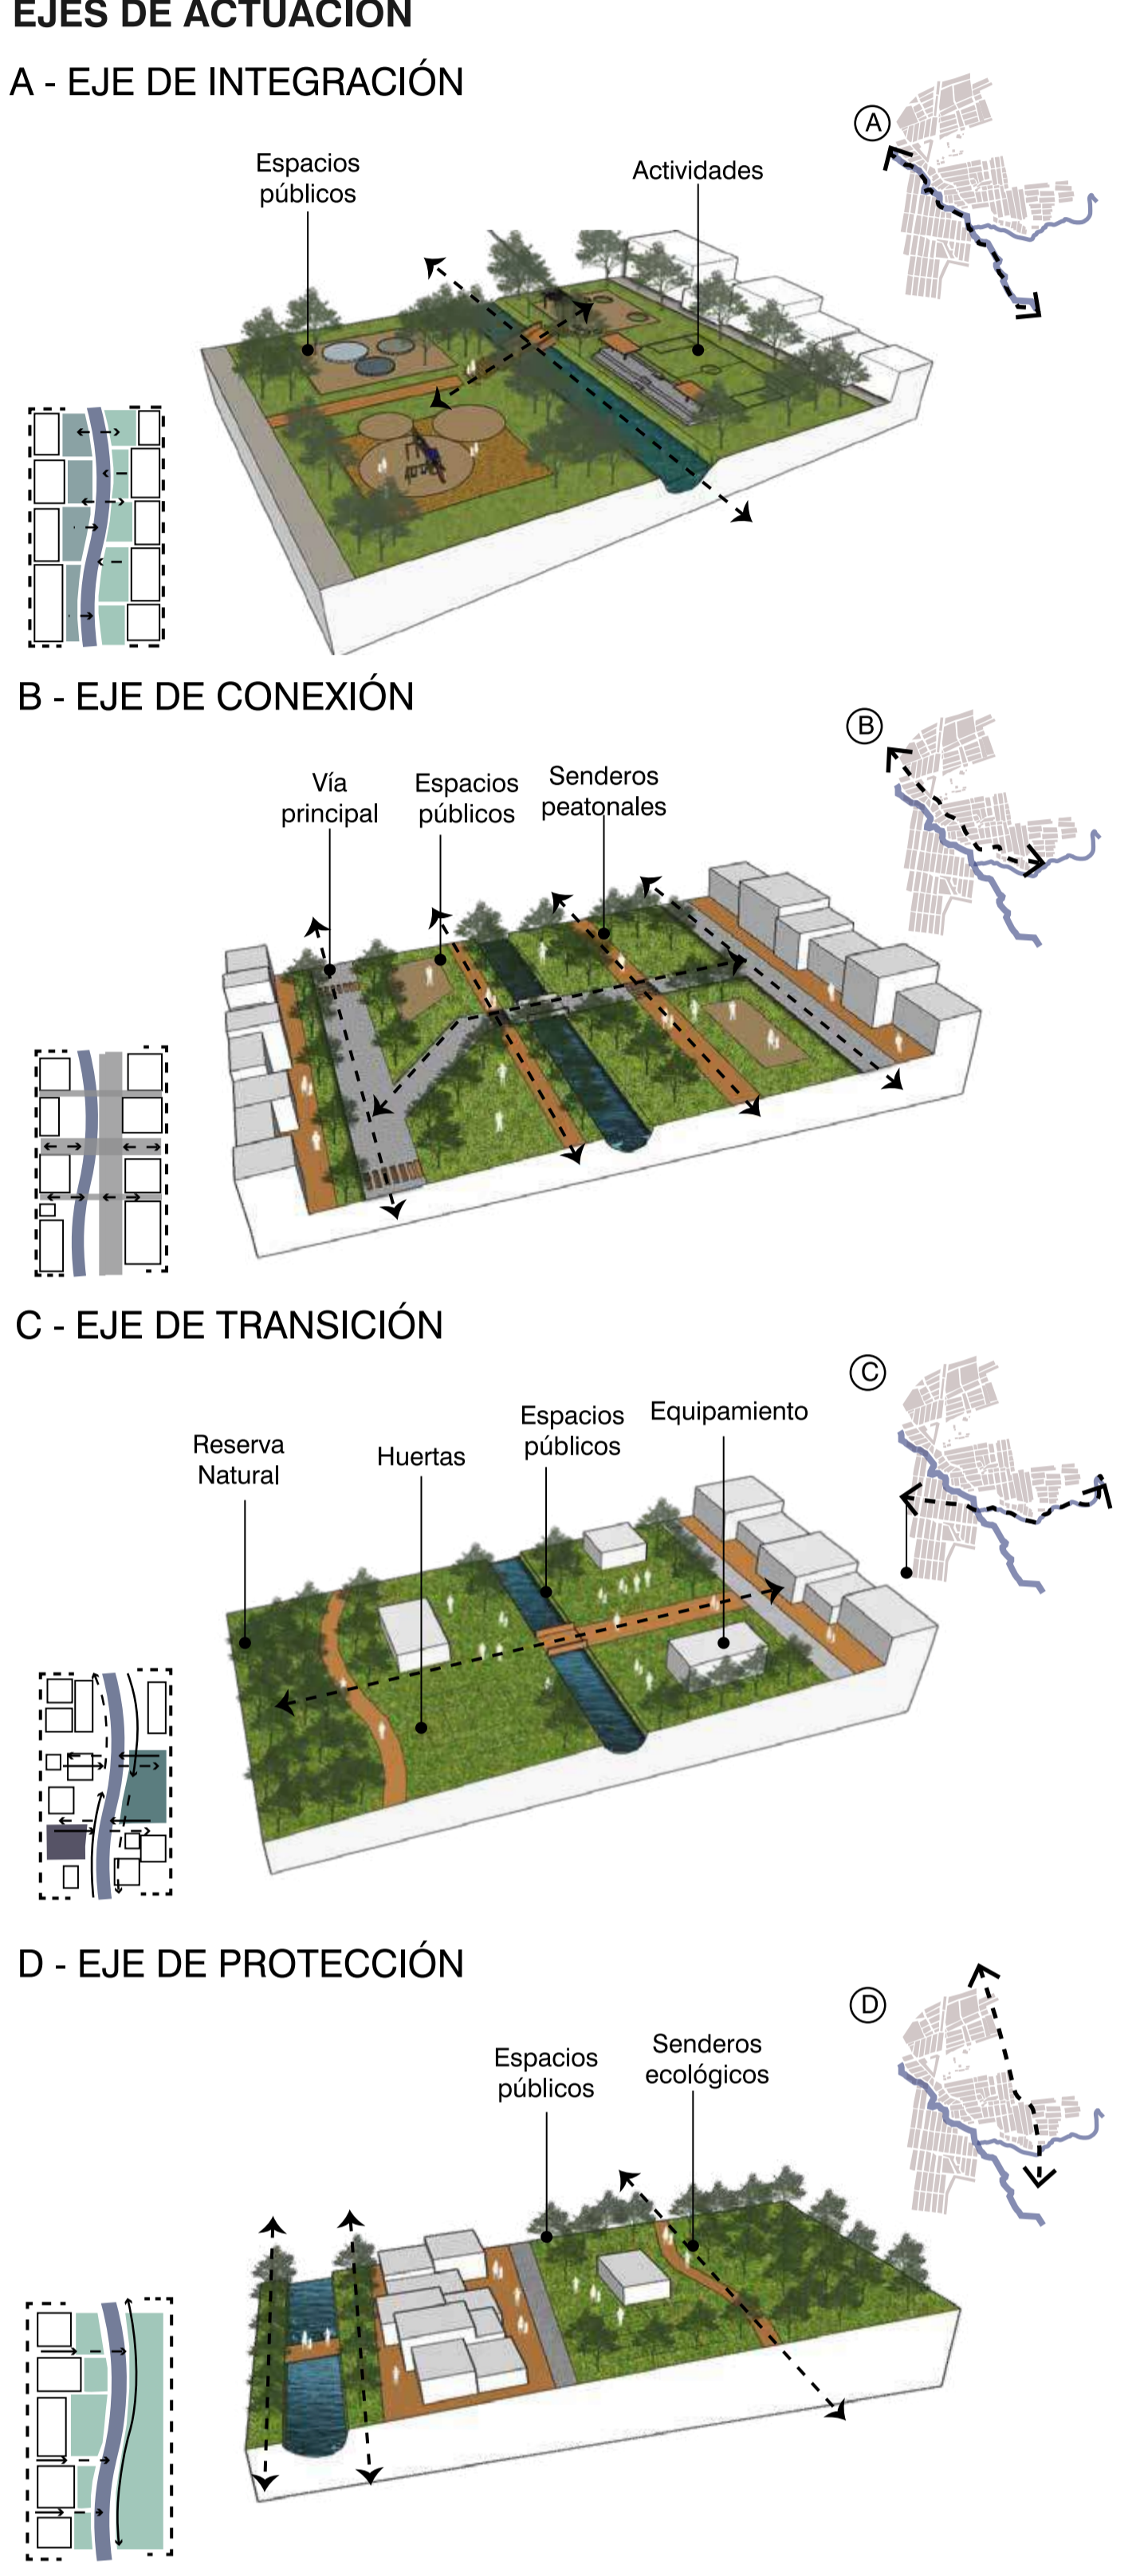 EJES DE ACTUACIÓN
A - EJE DE INTEGRACIÓN
A
Espacios
públicos
Actividades
B - EJE DE CONEXIÓN
B
Vía
principal
Espacios
públicos
Senderos
peatonales
C - EJE DE TRANSICIÓN
C
Reserva
Natural
Huertas
Espacios
públicos
Equipamiento
D - EJE DE PROTECCIÓN
D
Espacios
públicos
Senderos
ecológicos